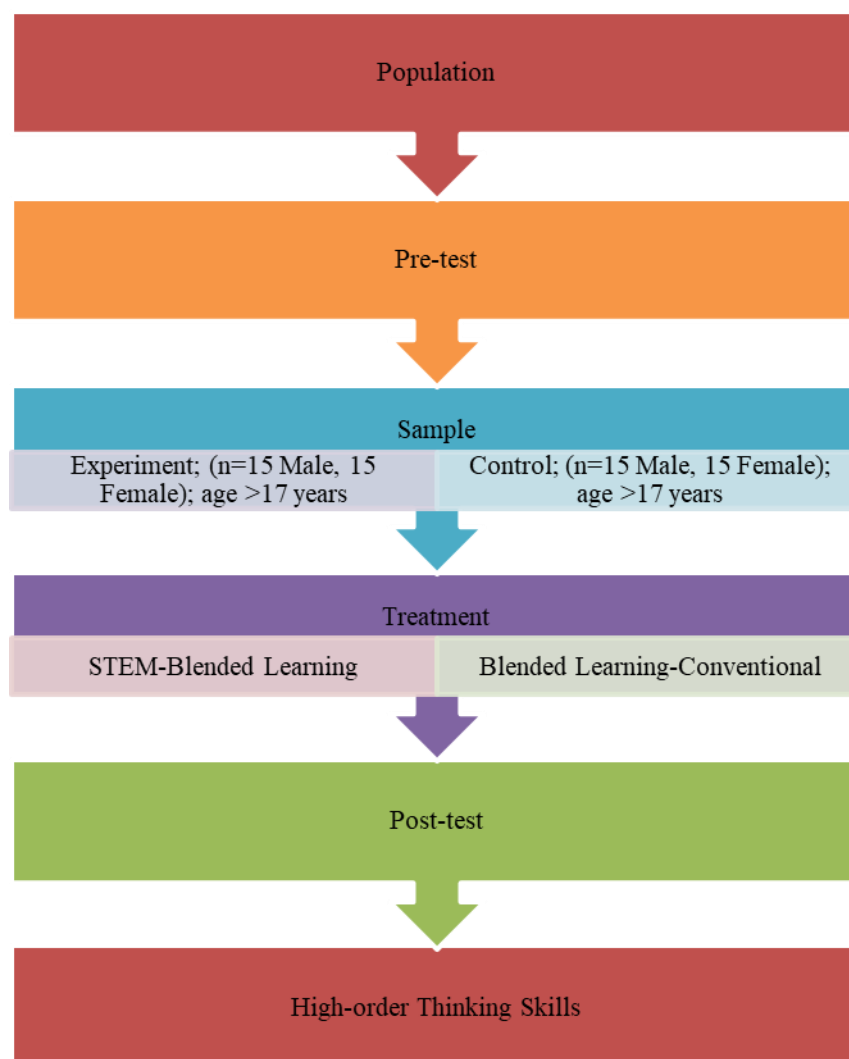 Population
Pre-test
Sample
Experiment; (n=15 Male, 15
Female); age >17 years
Control; (n=15 Male, 15 Female);
age >17 years
Treatment
STEM-Blended Learning
Blended Learning-Conventional
Post-test
High-order Thinking Skills